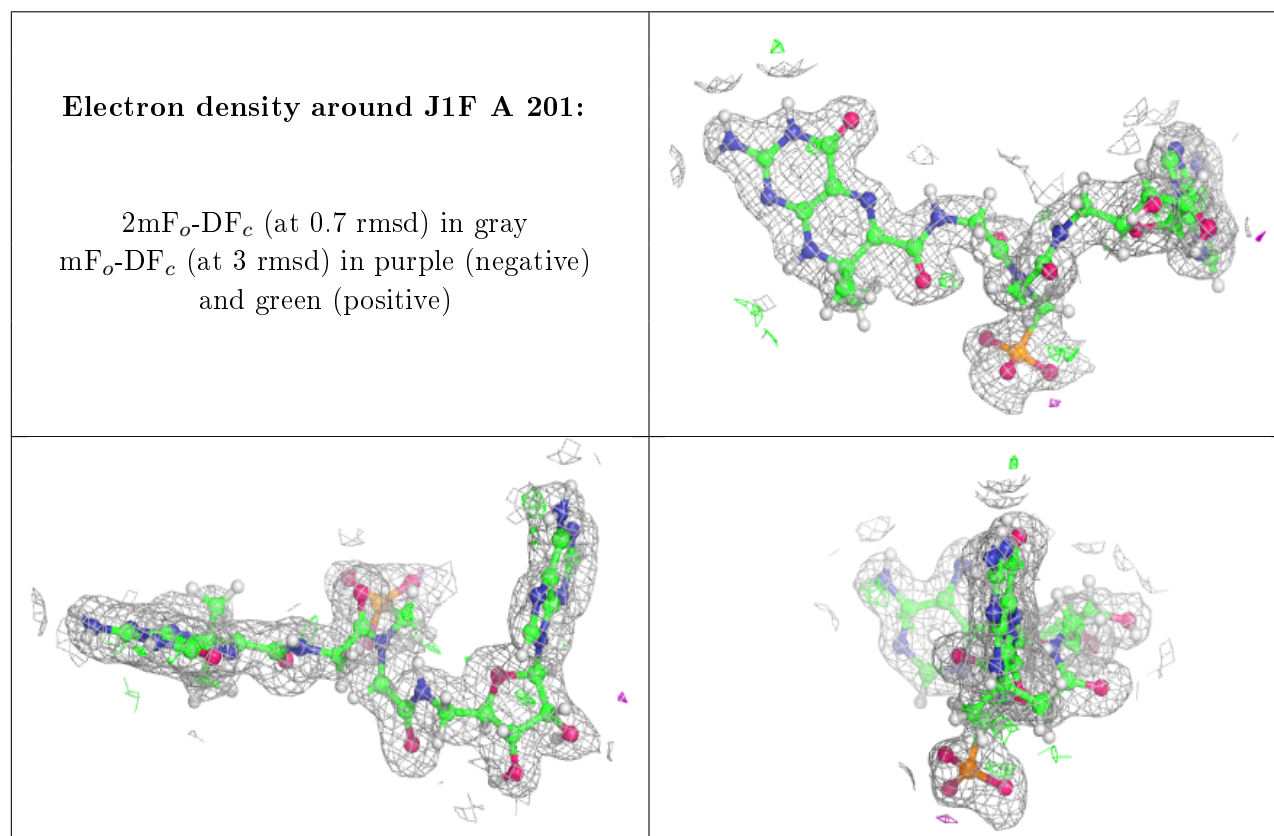 Electron density around J1F A 201:
2mFo-DFc (at 0.7 rmsd) in gray
mFo-DFc (at 3 rmsd) in purple (negative)
and green (positive)